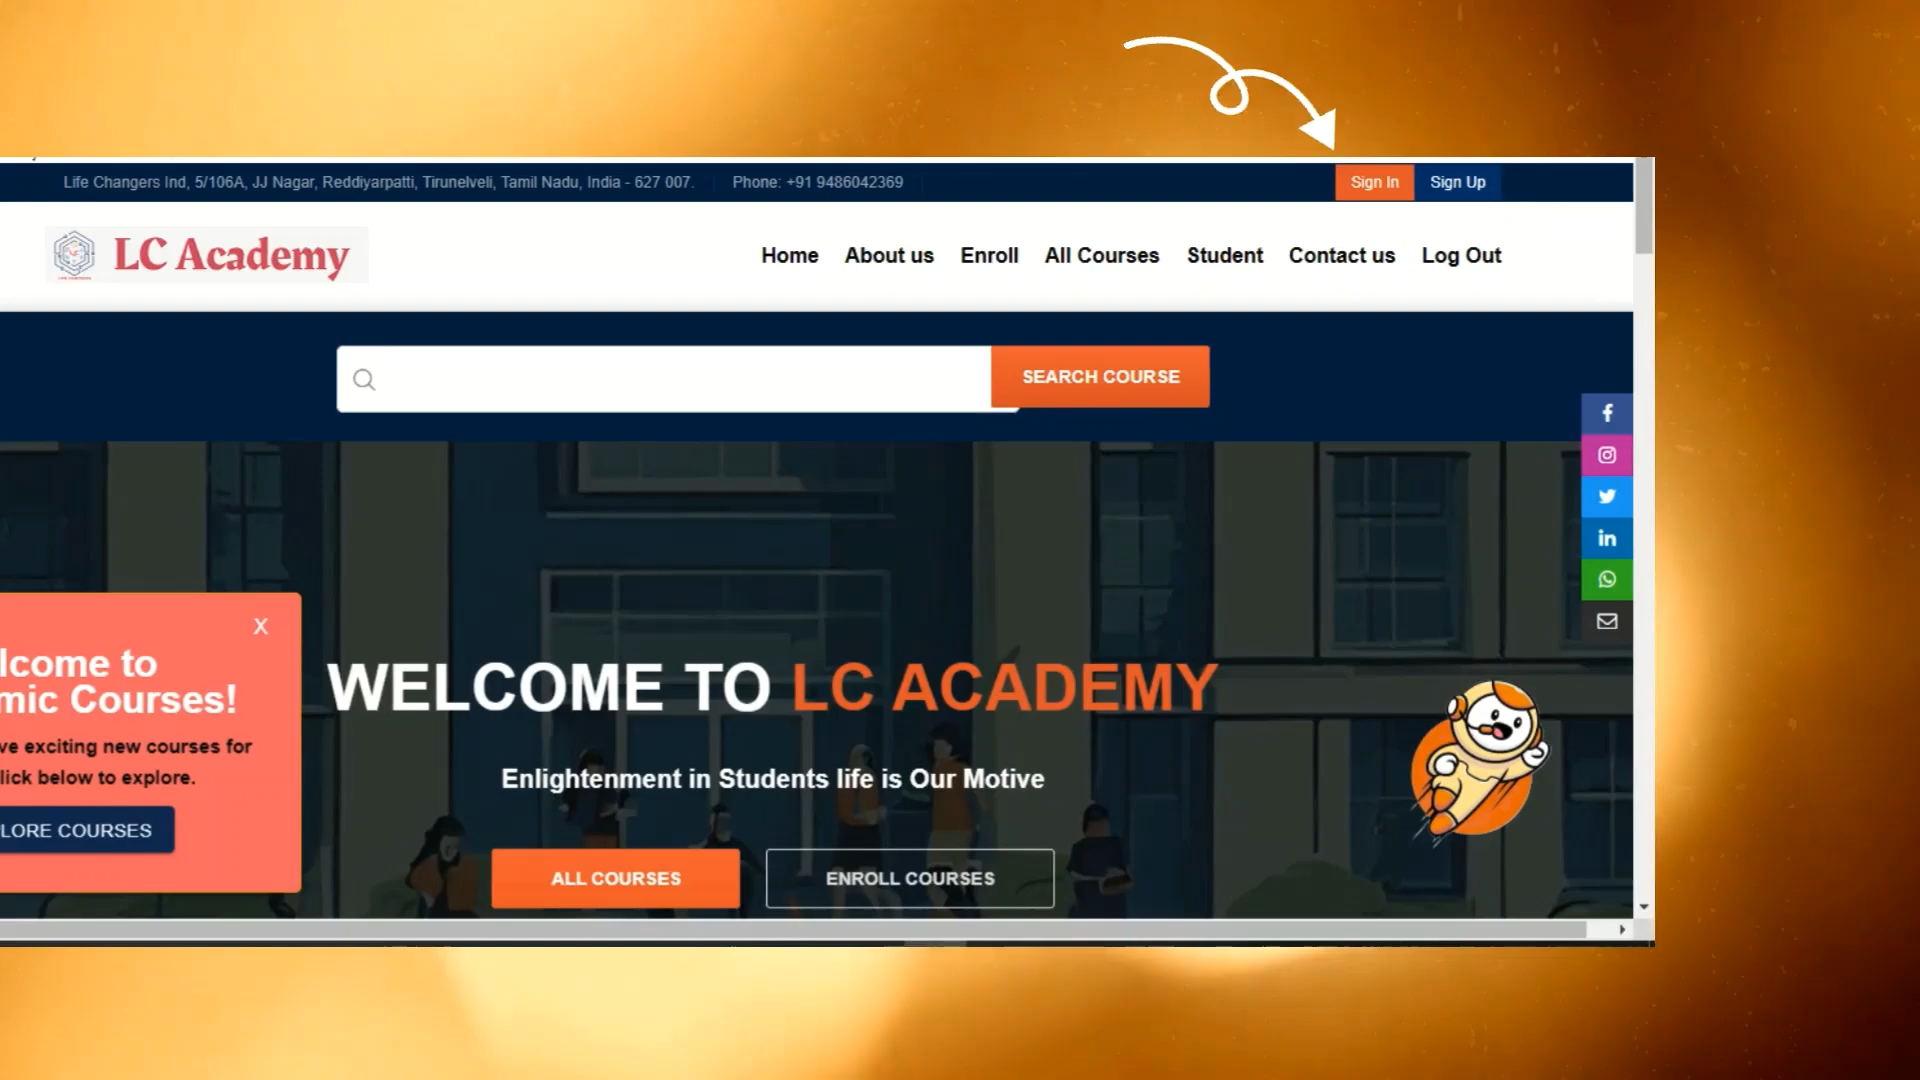 Life Changers Ind, 5/106A, JJ Nagar, Reddiyarpatti, Tirunelveli, Tamil Nadu, India - 627 007. Phone: +91 9486042369 Sign In Sign Up
LC Academy
Home About us Enroll All Courses Student Contact us Log Out
SEARCH COURSE
X
lcome to
mic Courses!
ve exciting new courses for
lick below to explore.
LORE COURSES
WELCOME TO LC ACADEMY
Enlightenment in Students life is Our Motive
ALL COURSES ENROLL COURSES